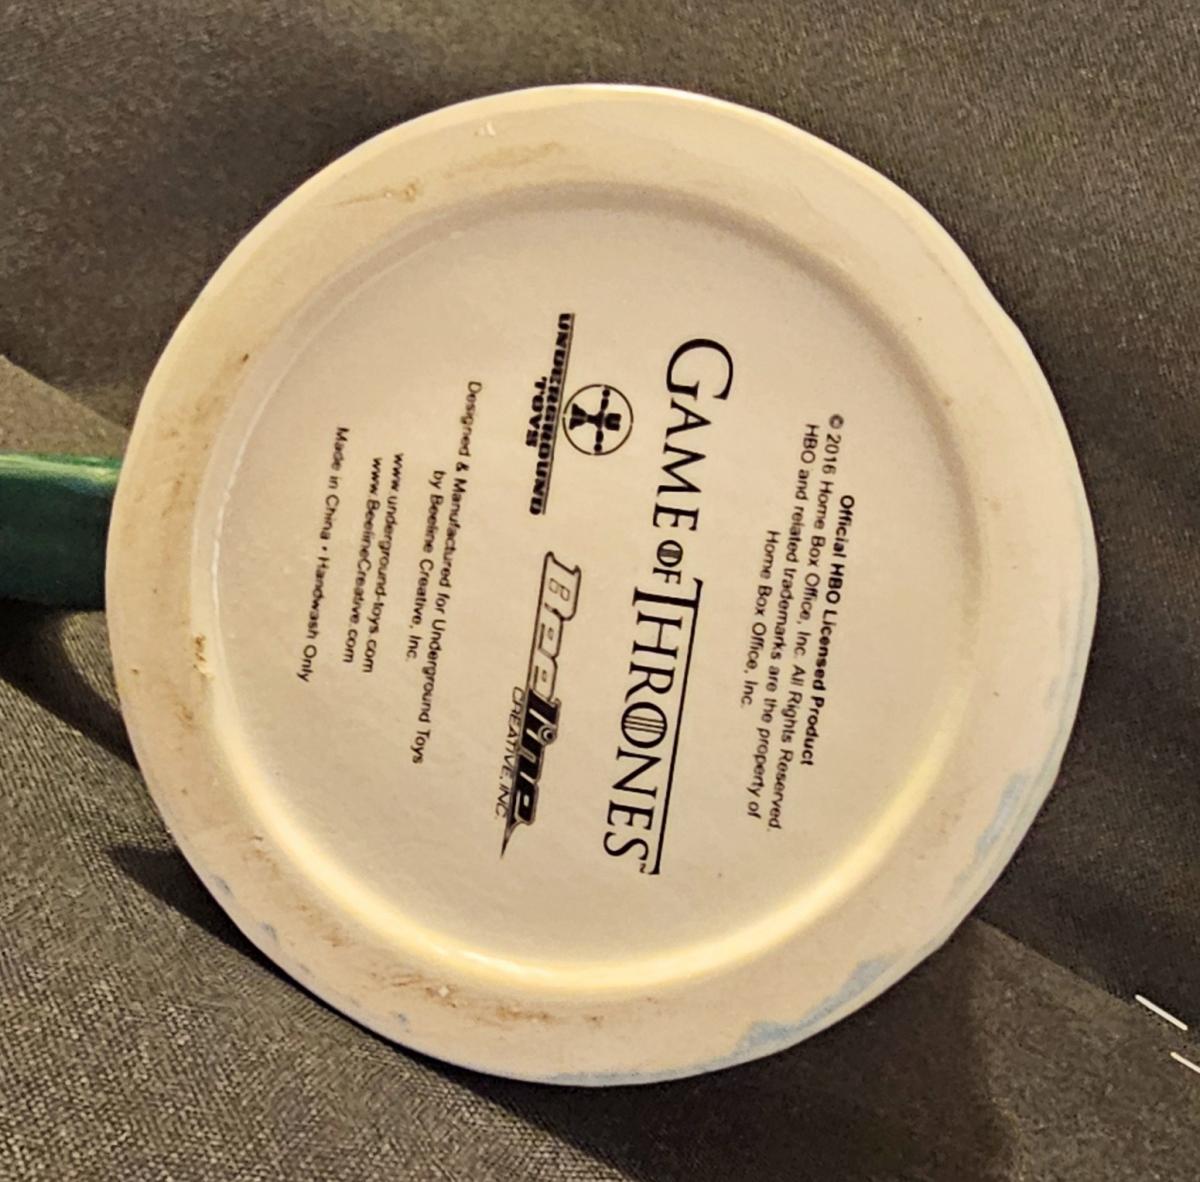 Official HBO Licensed Product
© 2016 Home Box Office, Inc. All Rights Reserved.
HBO and related trademarks are the property of
Home Box Office, Inc.
GAME OF THRONES™
U
UNDERGROUND
TOYS
Beeline
CREATIVE, INC.
Designed & Manufactured for Underground Toys
by Beeline Creative, Inc.
www.underground-toys.com
www.BeelineCreative.com
Made in China • Handwash Only